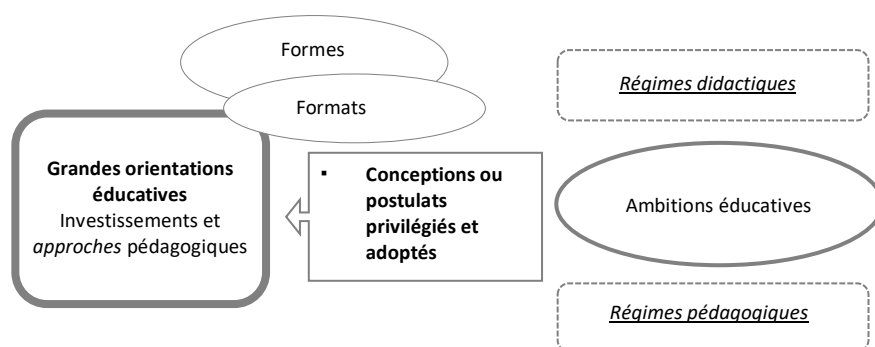 Formes
Formats
Grandes orientations
éducatives
Investissements et
approches pédagogiques
▪ Conceptions ou
postulats
privilégiés et
adoptés
Régimes didactiques
Ambitions éducatives
Régimes pédagogiques